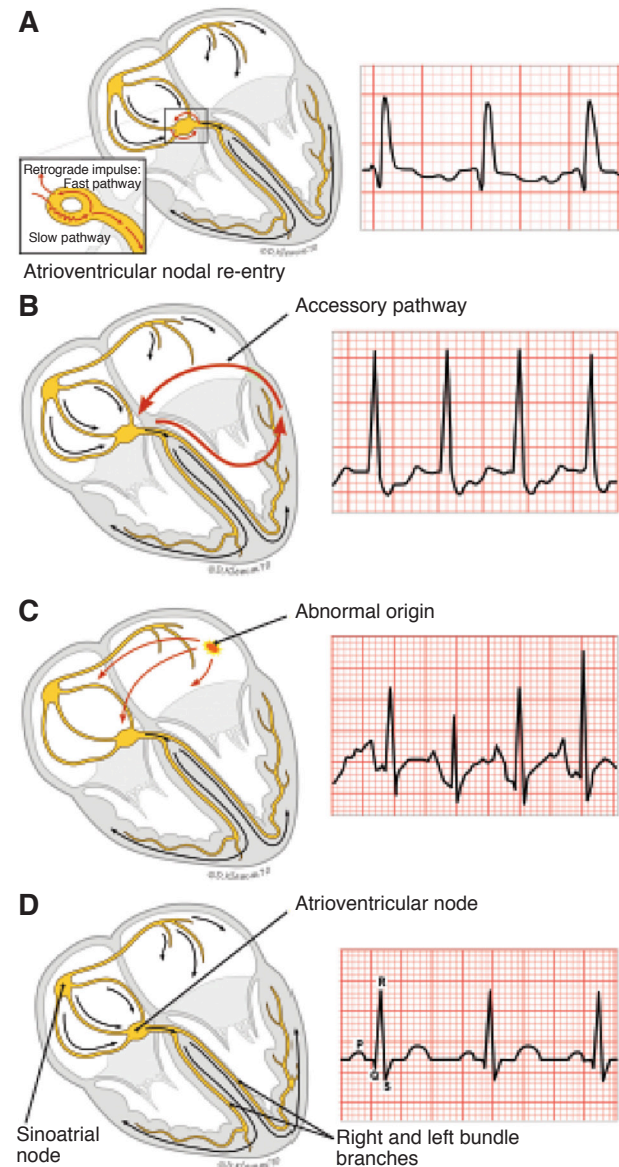 A
Retrograde impulse:
Fast pathway
Slow pathway
Atrioventricular nodal re-entry
B
Accessory pathway
C
Abnormal origin
D
Atrioventricular node
R
P
Q
S
Sinoatrial
node
Right and left bundle
branches